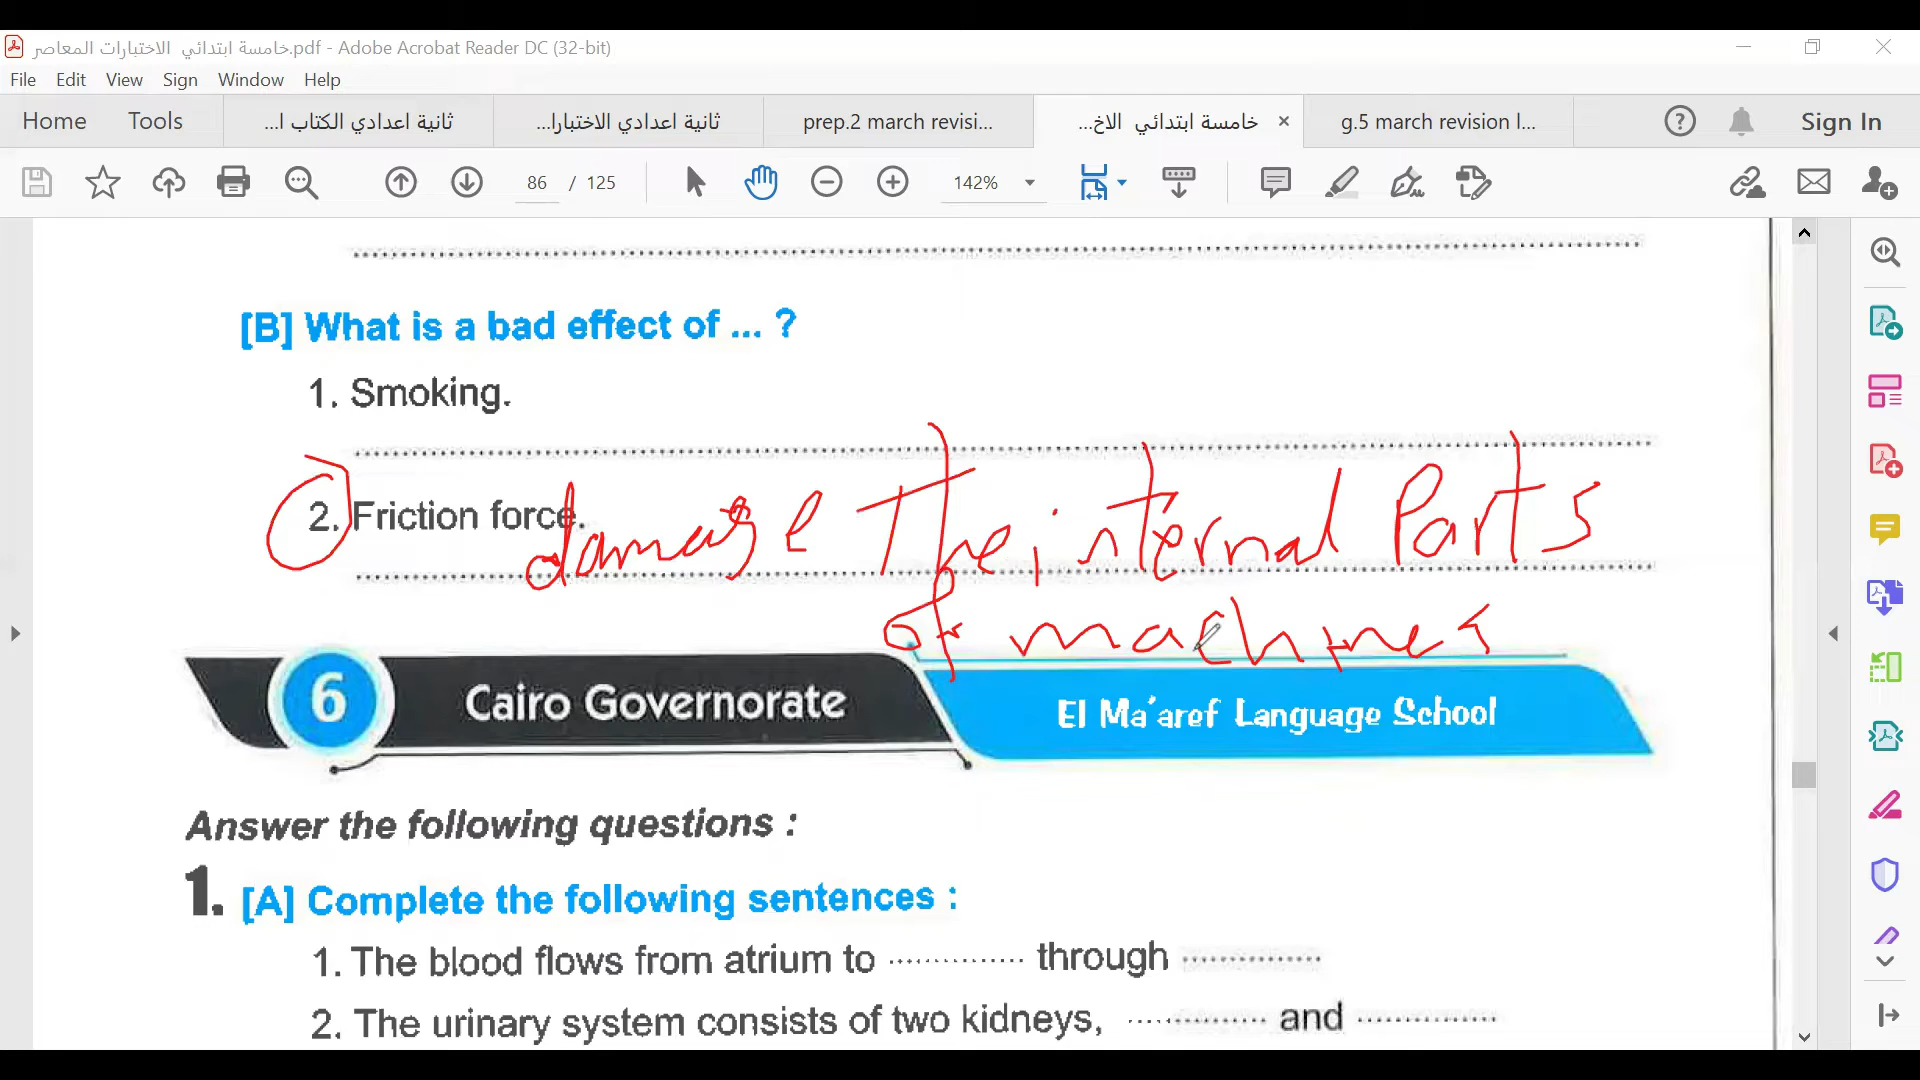 خامسة ابتدائي الاختبارات المعاصر.pdf - Adobe Acrobat Reader DC (32-bit)
File Edit View Sign Window Help
Home Tools ثانية اعدادي الكتاب ا... ثانية اعدادي الاختبارا... prep.2 march revisi... خامسة ابتدائي الاخ... × g.5 march revision l... Sign In
86 / 125 142%
[B] What is a bad effect of ... ?
1. Smoking.
2. Friction force.
damage The internal Parts
of machines
6 Cairo Governorate El Ma'aref Language School
Answer the following questions :
1. [A] Complete the following sentences :
1. The blood flows from atrium to ............. through .............
2. The urinary system consists of two kidneys, ............. and .............